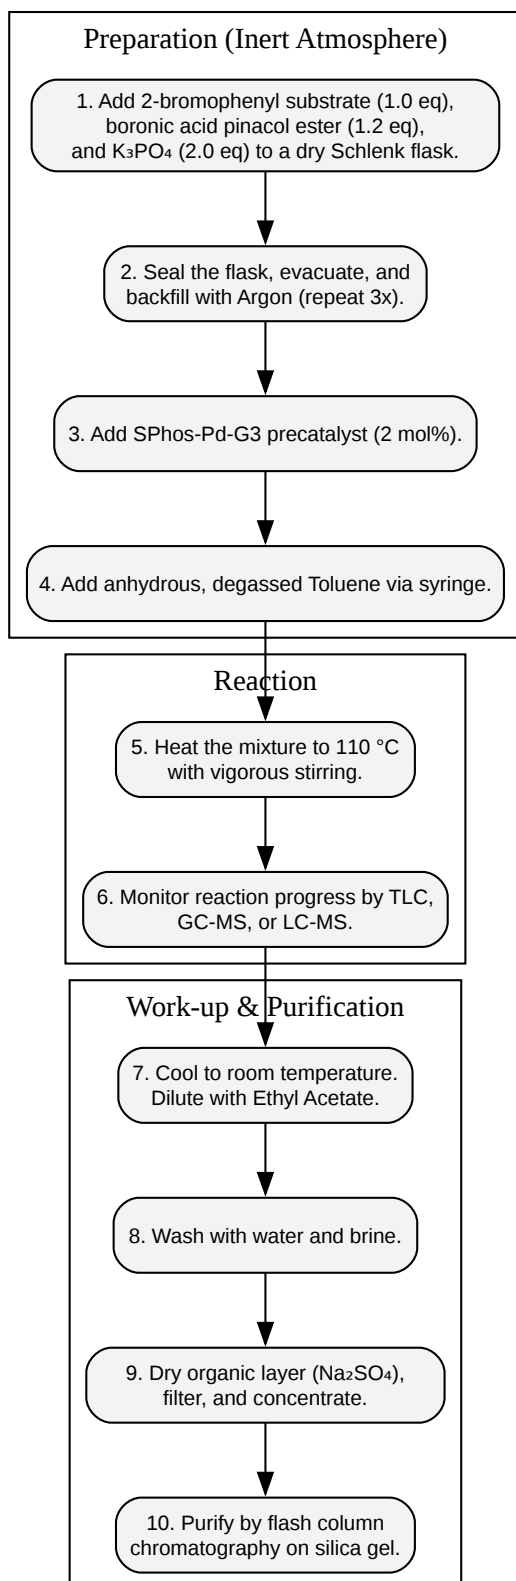 Preparation (Inert Atmosphere)
1. Add 2-bromophenyl substrate (1.0 eq),
boronic acid pinacol ester (1.2 eq),
and K₃PO₄ (2.0 eq) to a dry Schlenk flask.
2. Seal the flask, evacuate, and
backfill with Argon (repeat 3x).
3. Add SPhos-Pd-G3 precatalyst (2 mol%).
4. Add anhydrous, degassed Toluene via syringe.
Reaction
5. Heat the mixture to 110 °C
with vigorous stirring.
6. Monitor reaction progress by TLC,
GC-MS, or LC-MS.
Work-up & Purification
7. Cool to room temperature.
Dilute with Ethyl Acetate.
8. Wash with water and brine.
9. Dry organic layer (Na₂SO₄),
filter, and concentrate.
10. Purify by flash column
chromatography on silica gel.